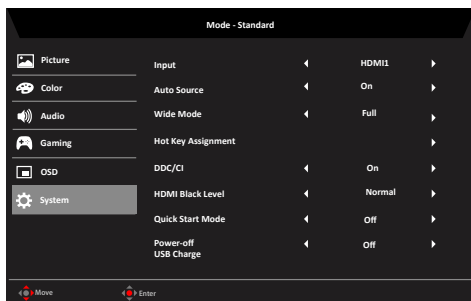 Mode - Standard
Picture
Color
Audio
Gaming
OSD
System
Input HDMI1
Auto Source On
Wide Mode Full
Hot Key Assignment
DDC/CI On
HDMI Black Level Normal
Quick Start Mode Off
Power-off Off
USB Charge
Move Enter